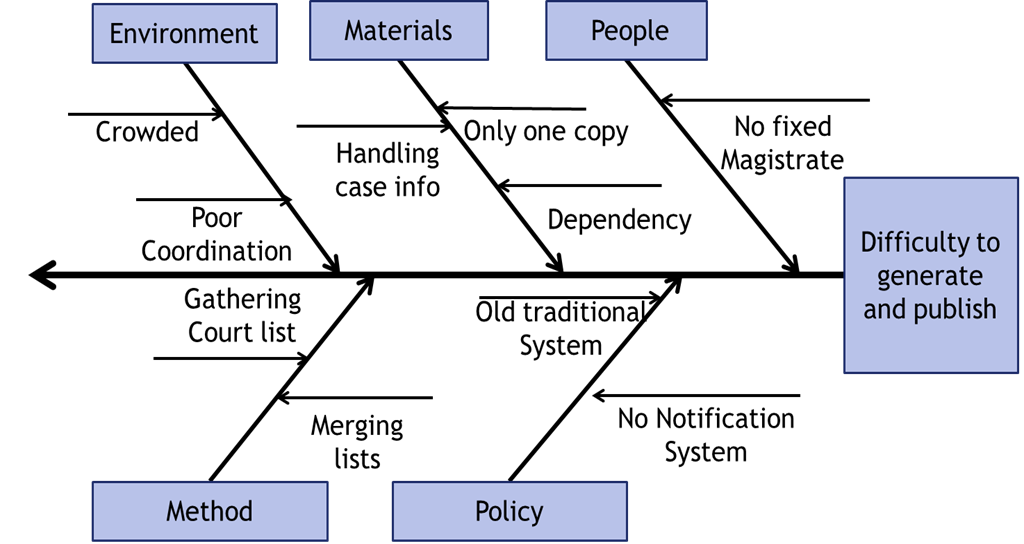 Environment
Materials
People
Crowded
Only one copy
No fixed
Magistrate
Handling
case info
Poor
Coordination
Dependency
Difficulty to
generate
and publish
Gathering
Court list
Old traditional
System
Merging
lists
No Notification
System
Method
Policy